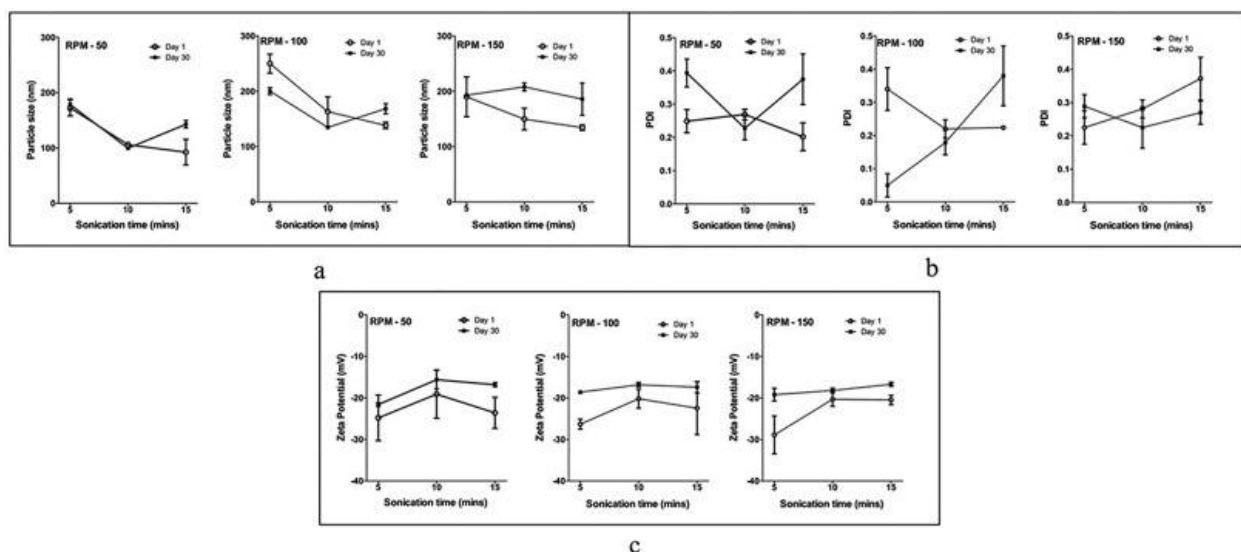 RPM - 50
Day 1
Day 30
Particle size (nm)
300
200
100
0
5 10 15
Sonication time (mins)
RPM - 100
Day 1
Day 30
Particle size (nm)
300
200
100
0
5 10 15
Sonication time (mins)
RPM - 150
Day 1
Day 30
Particle size (nm)
300
200
100
0
5 10 15
Sonication time (mins)
a
RPM - 50
Day 1
Day 30
PDI
0.5
0.4
0.3
0.2
0.1
0.0
5 10 15
Sonication time (mins)
RPM - 100
Day 1
Day 30
PDI
0.5
0.4
0.3
0.2
0.1
0.0
5 10 15
Sonication time (mins)
RPM - 150
Day 1
Day 30
PDI
0.5
0.4
0.3
0.2
0.1
0.0
5 10 15
Sonication time (mins)
b
RPM - 50
Day 1
Day 30
Zeta Potential (mV)
0
-10
-20
-30
-40
5 10 15
Sonication time (mins)
RPM - 100
Day 1
Day 30
Zeta Potential (mV)
0
-10
-20
-30
-40
5 10 15
Sonication time (mins)
RPM - 150
Day 1
Day 30
Zeta Potential (mV)
0
-10
-20
-30
-40
5 10 15
Sonication time (mins)
c